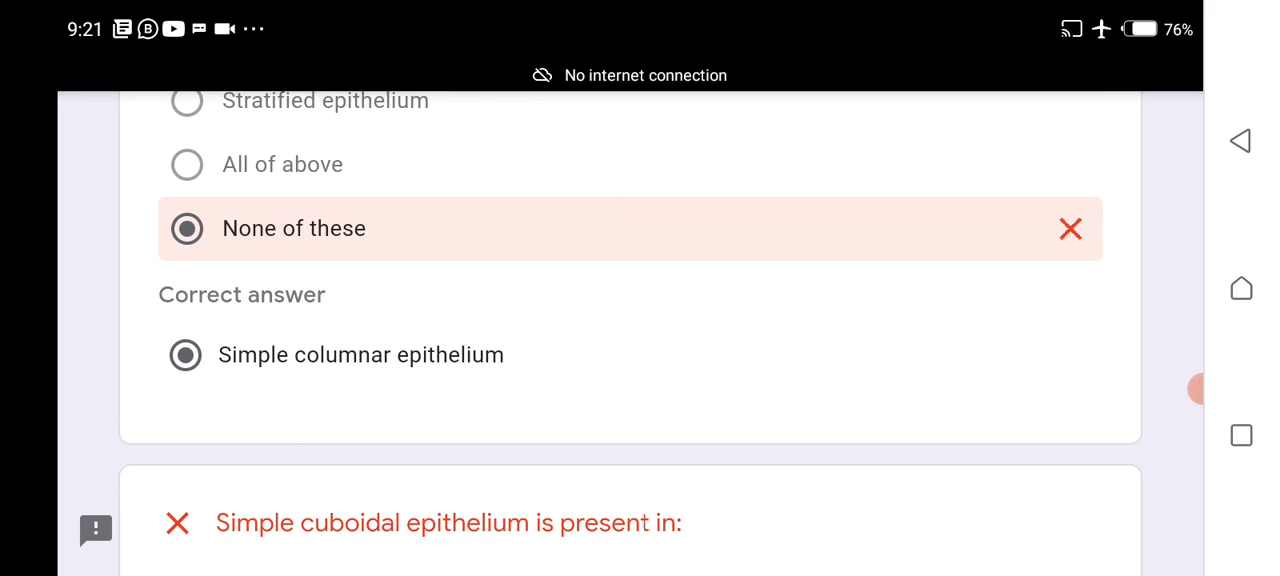 9:21 B 76%
No internet connection
Stratified epithelium
All of above
None of these
Correct answer
Simple columnar epithelium
Simple cuboidal epithelium is present in: